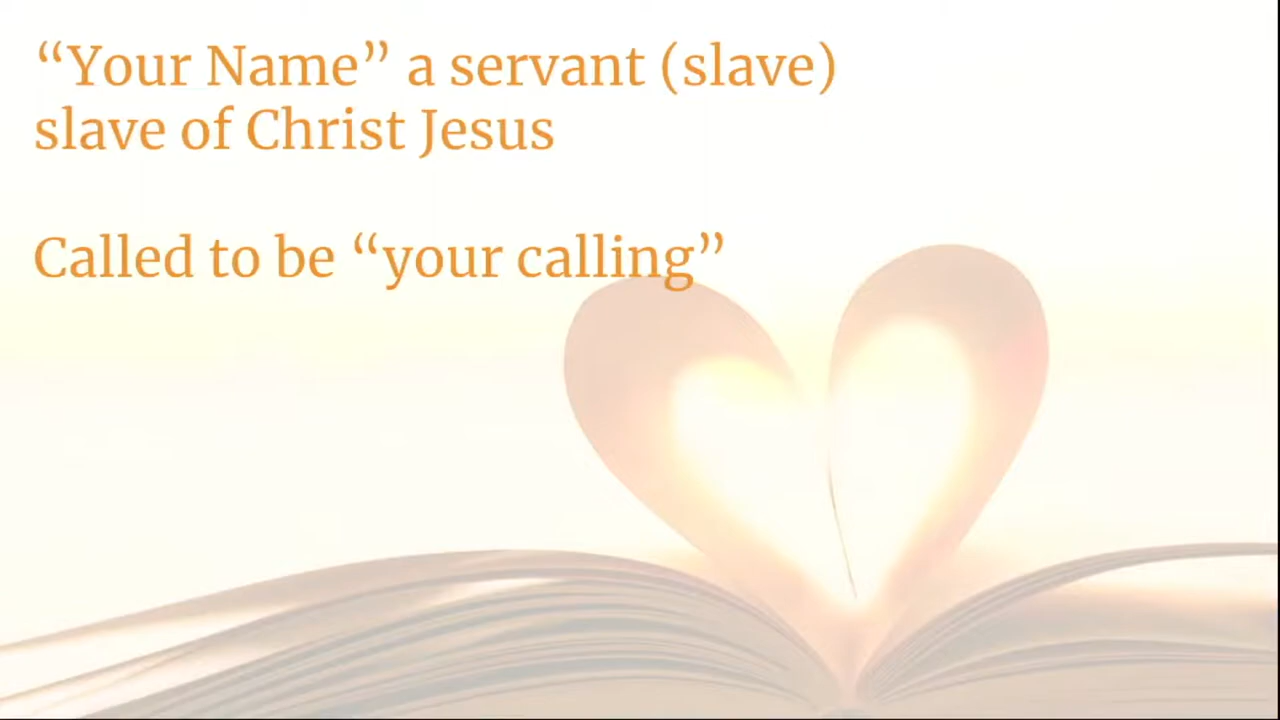 “Your Name” a servant (slave)
slave of Christ Jesus
Called to be “your calling”